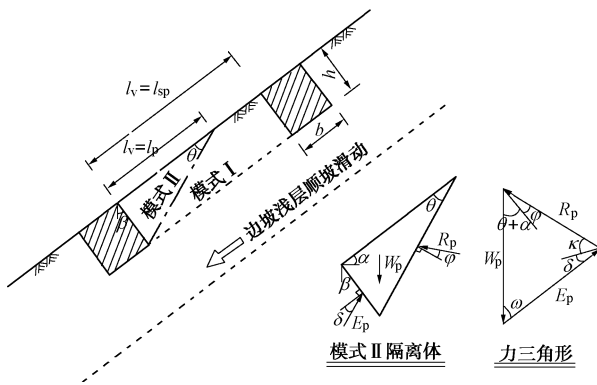 l_v=l_sp
l_v=l_p
h
b
θ
模式Ⅱ
模式Ⅰ
β
边坡浅层顺坡滑动
θ
α
W_p
R_p
φ
β
δ
E_p
θ+α
φ
R_p
W_p
κ
δ
E_p
ω
模式Ⅱ隔离体
力三角形